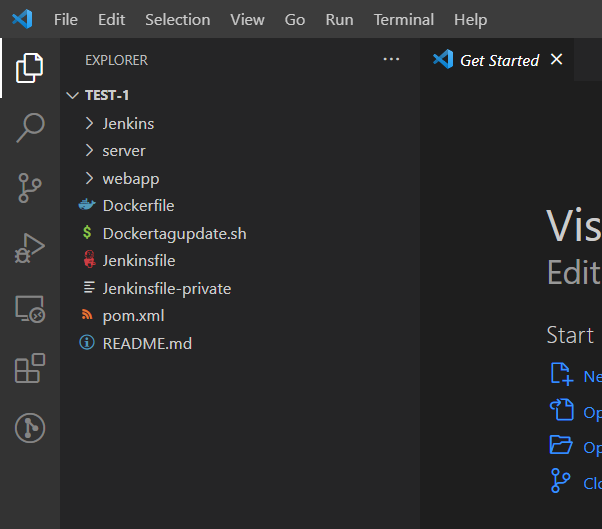 File Edit Selection View Go Run Terminal Help
EXPLORER ...
Get Started
TEST-1
Jenkins
server
webapp
Dockerfile
$ Dockertagupdate.sh
Jenkinsfile
Jenkinsfile-private
pom.xml
README.md
Vis
Edit
Start
Ne
Op
Op
Clo